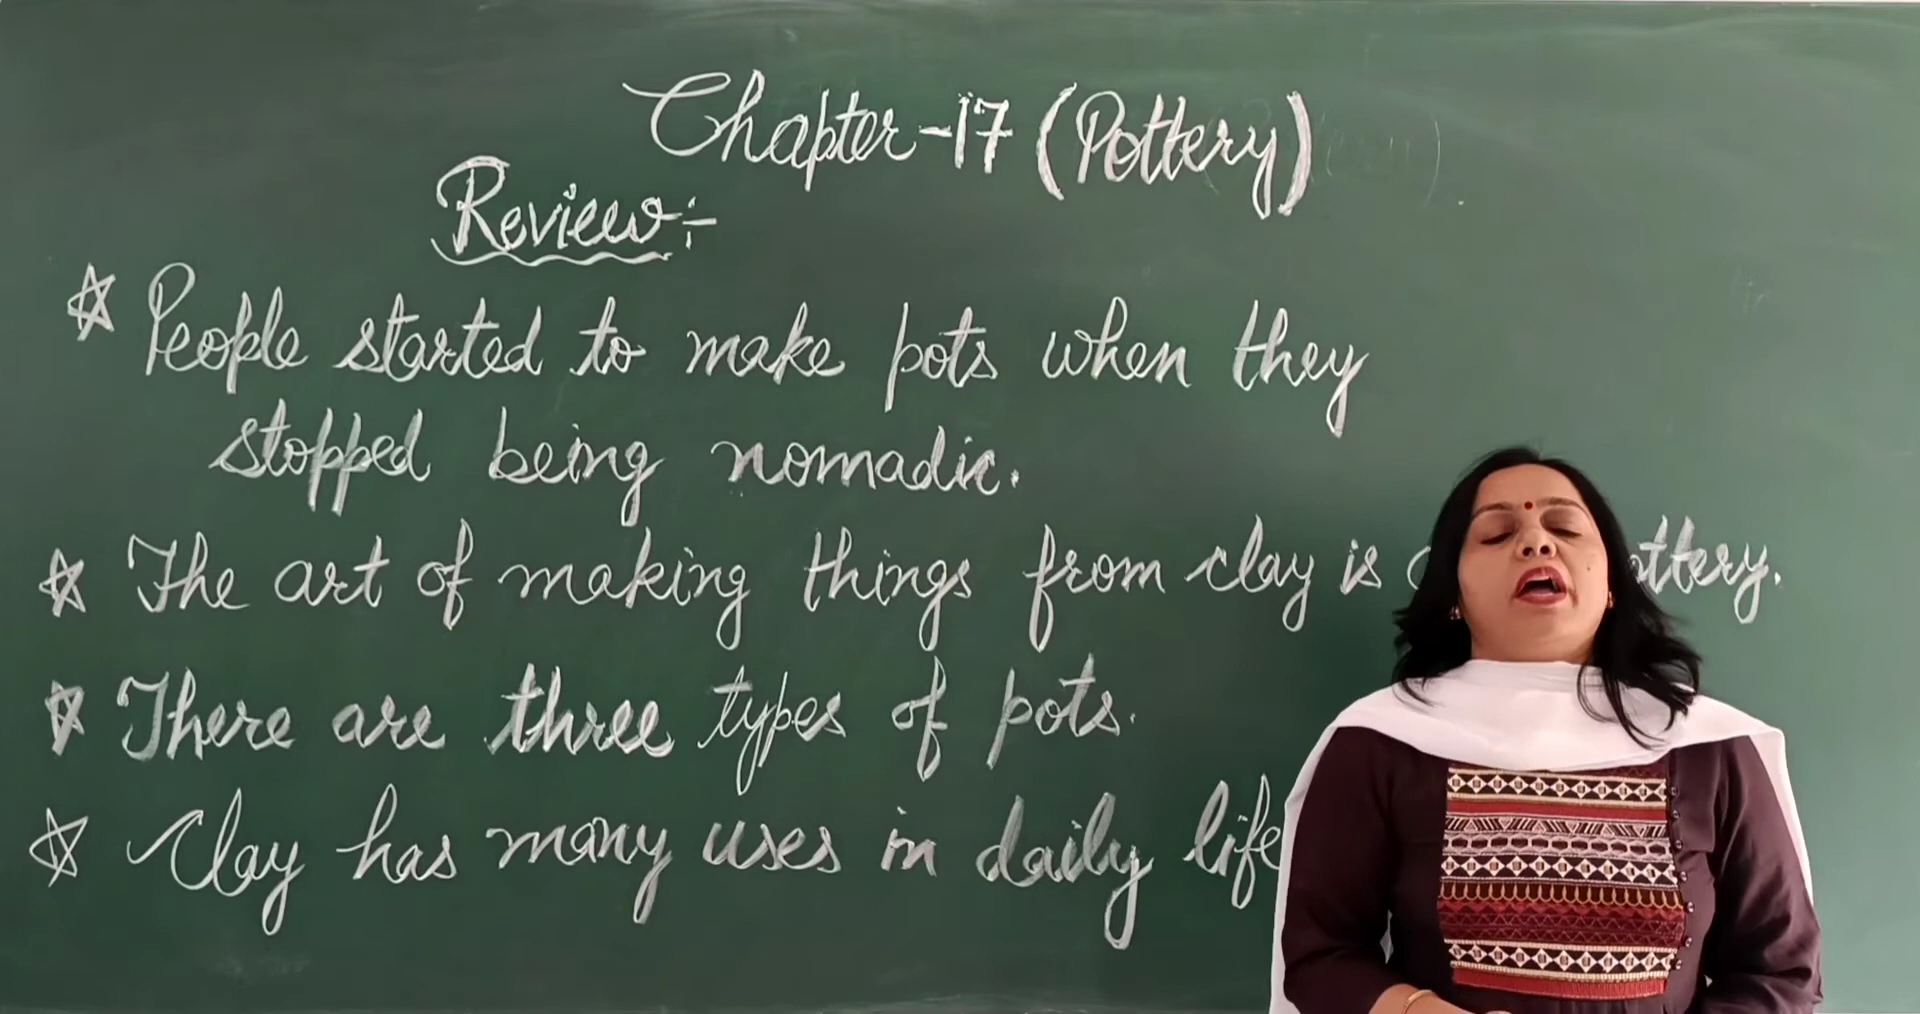 Chapter-17 (Pottery)
Review:-
People started to make pots when they
stopped being nomadic.
The art of making things from clay is ottery.
There are three types of pots.
Clay has many uses in daily life